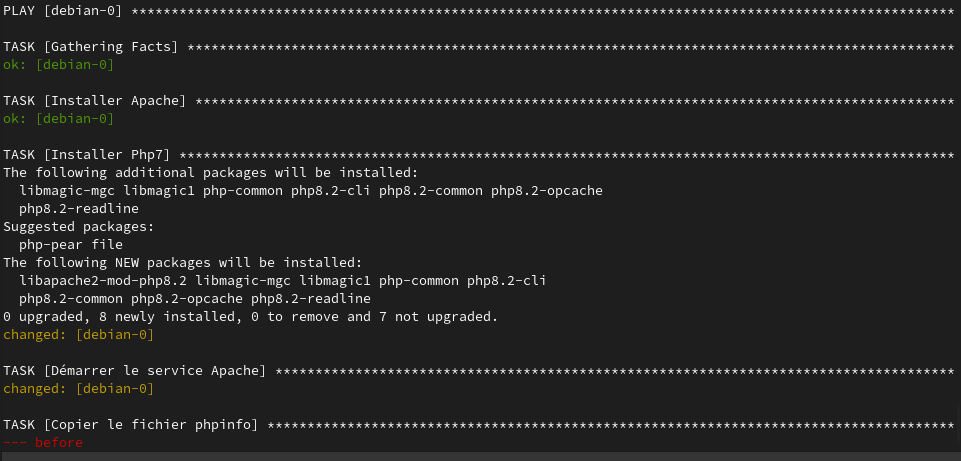 PLAY [debian-0] *******************************************************************************************************
TASK [Gathering Facts] ************************************************************************************************
ok: [debian-0]
TASK [Installer Apache] ***********************************************************************************************
ok: [debian-0]
TASK [Installer Php7] *************************************************************************************************
The following additional packages will be installed:
  libmagic-mgc libmagic1 php-common php8.2-cli php8.2-common php8.2-opcache
  php8.2-readline
Suggested packages:
  php-pear file
The following NEW packages will be installed:
  libapache2-mod-php8.2 libmagic-mgc libmagic1 php-common php8.2-cli
  php8.2-common php8.2-opcache php8.2-readline
0 upgraded, 8 newly installed, 0 to remove and 7 not upgraded.
changed: [debian-0]
TASK [Démarrer le service Apache] *************************************************************************************
changed: [debian-0]
TASK [Copier le fichier phpinfo] **************************************************************************************
--- before